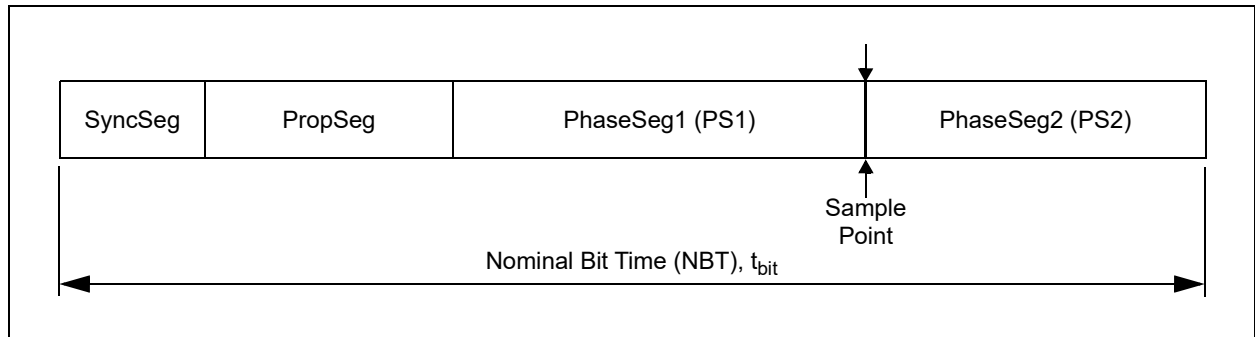 SyncSeg PropSeg PhaseSeg1 (PS1) PhaseSeg2 (PS2)
Sample
Point
Nominal Bit Time (NBT), tbit